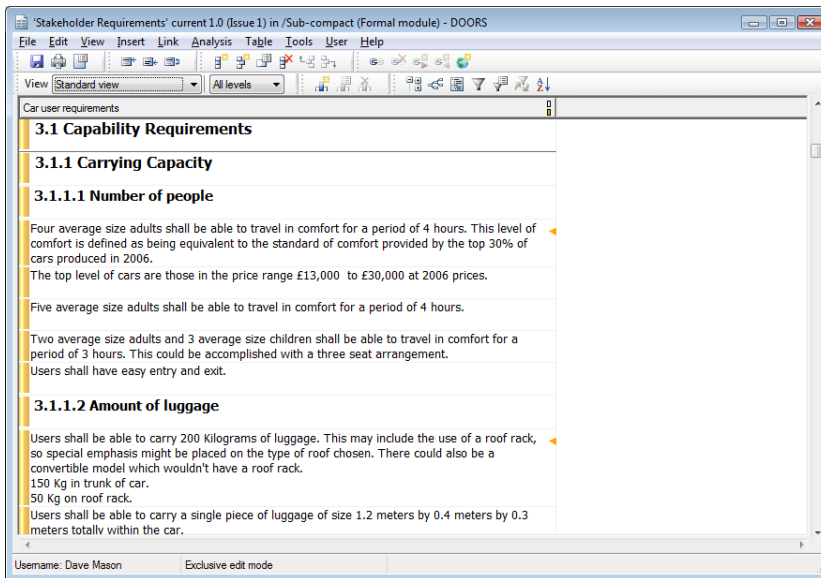 'Stakeholder Requirements' current 1.0 (Issue 1) in /Sub-compact (Formal module) - DOORS
File Edit View Insert Link Analysis Table Tools User Help
View Standard view All levels
Car user requirements
3.1 Capability Requirements
3.1.1 Carrying Capacity
3.1.1.1 Number of people
Four average size adults shall be able to travel in comfort for a period of 4 hours. This level of
comfort is defined as being equivalent to the standard of comfort provided by the top 30% of
cars produced in 2006.
The top level of cars are those in the price range £13,000 to £30,000 at 2006 prices.
Five average size adults shall be able to travel in comfort for a period of 4 hours.
Two average size adults and 3 average size children shall be able to travel in comfort for a
period of 3 hours. This could be accomplished with a three seat arrangement.
Users shall have easy entry and exit.
3.1.1.2 Amount of luggage
Users shall be able to carry 200 Kilograms of luggage. This may include the use of a roof rack,
so special emphasis might be placed on the type of roof chosen. There could also be a
convertible model which wouldn't have a roof rack.
150 Kg in trunk of car.
50 Kg on roof rack.
Users shall be able to carry a single piece of luggage of size 1.2 meters by 0.4 meters by 0.3
meters totally within the car.
Username: Dave Mason Exclusive edit mode